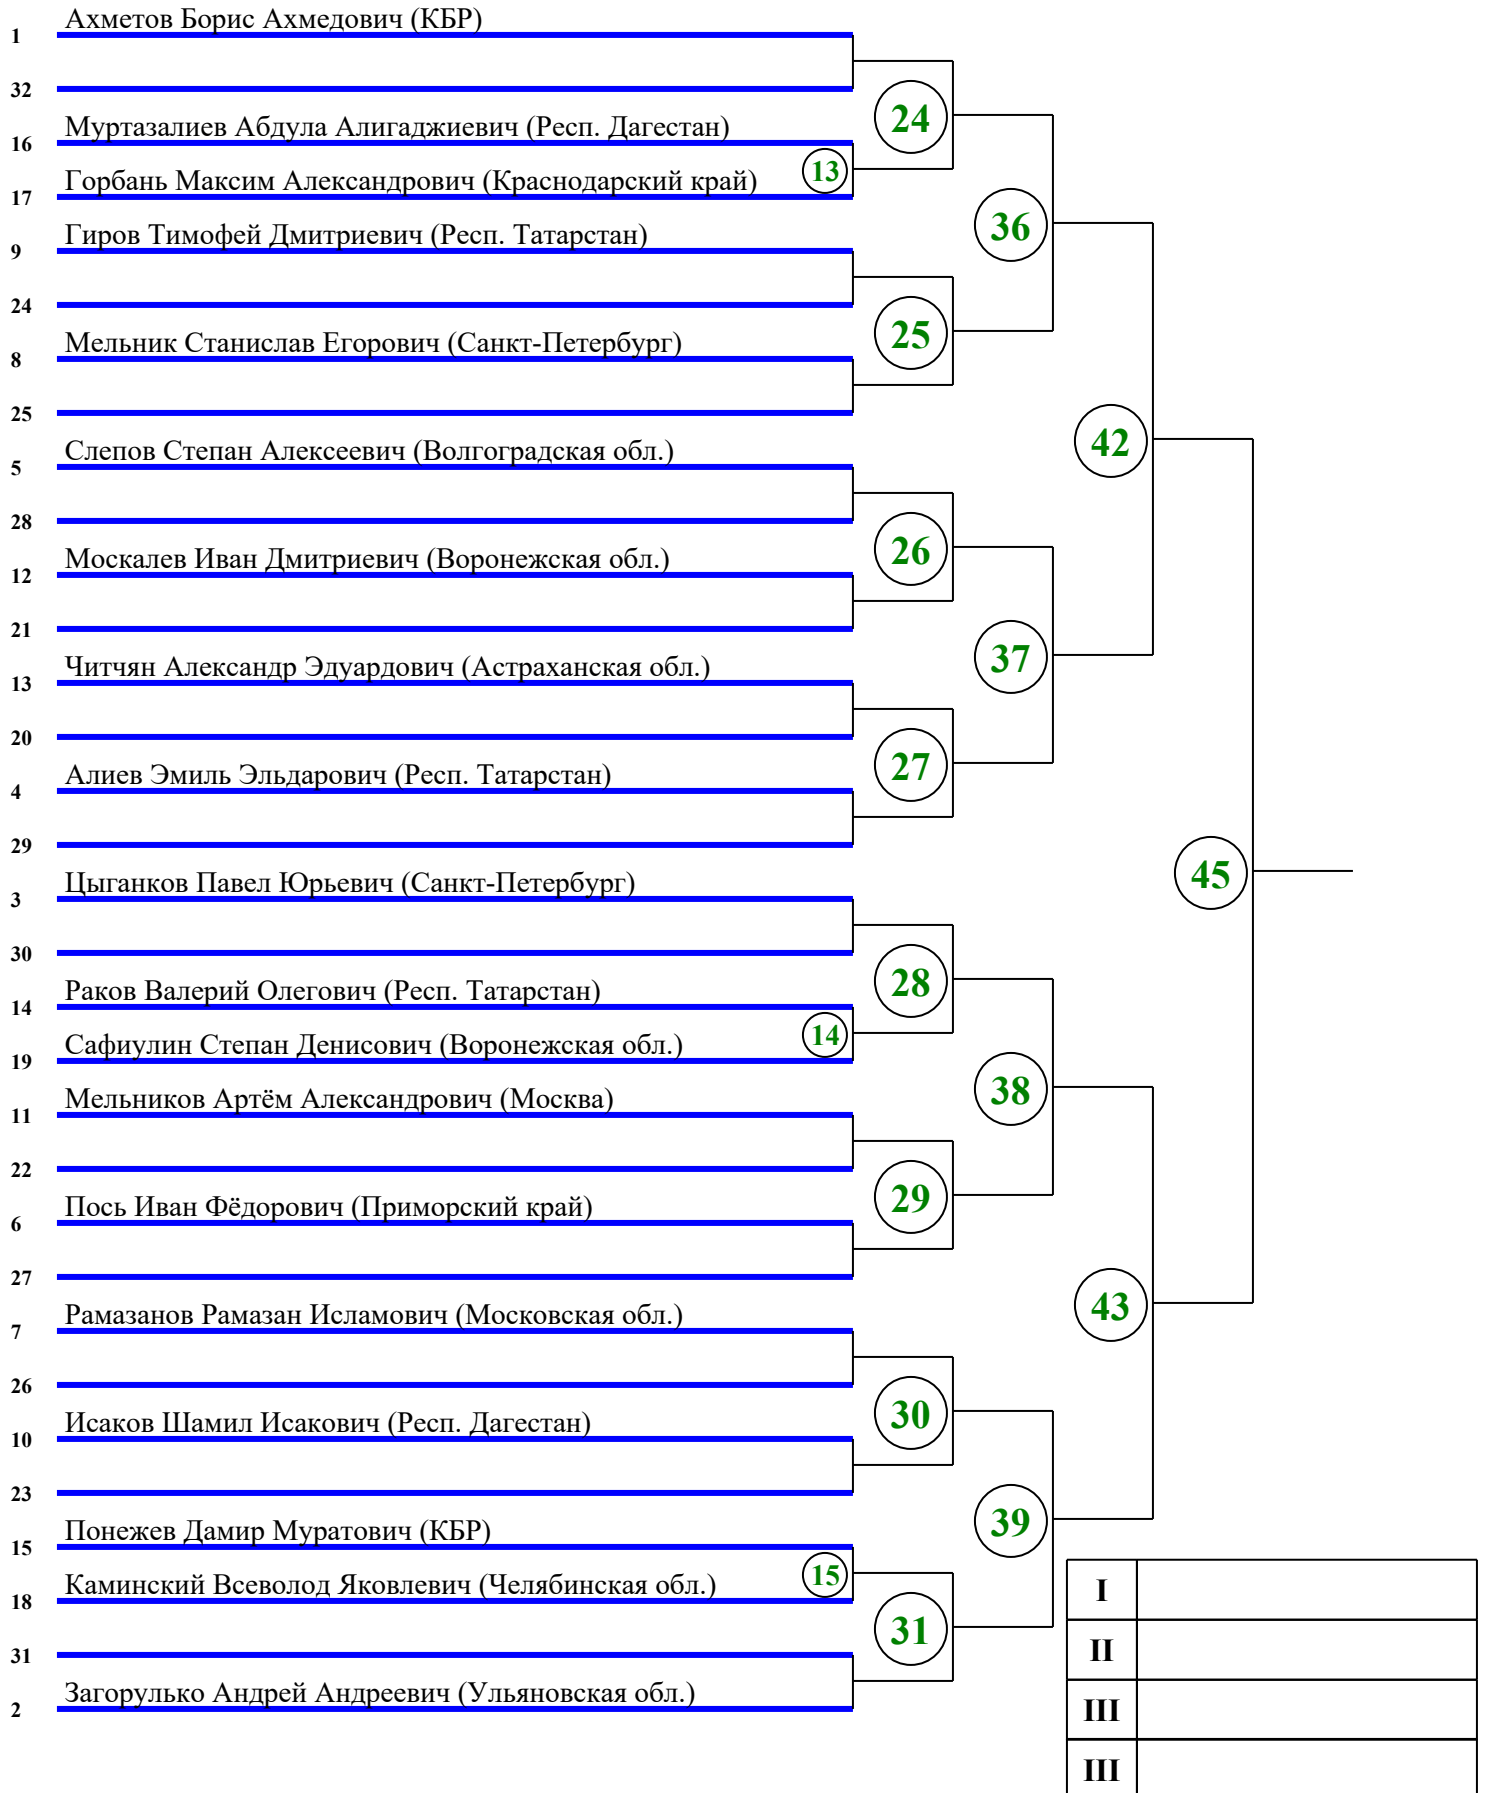 1 Ахметов Борис Ахмедович (КБР)
32
24
16 Муртазалиев Абдула Алигаджиевич (Респ. Дагестан)
13
17 Горбань Максим Александрович (Краснодарский край)
36
9 Гиров Тимофей Дмитриевич (Респ. Татарстан)
24
25
8 Мельник Станислав Егорович (Санкт-Петербург)
25
42
5 Слепов Степан Алексеевич (Волгоградская обл.)
28
26
12 Москалев Иван Дмитриевич (Воронежская обл.)
21
37
13 Читчян Александр Эдуардович (Астраханская обл.)
20
27
4 Алиев Эмиль Эльдарович (Респ. Татарстан)
29
45
3 Цыганков Павел Юрьевич (Санкт-Петербург)
30
28
14 Раков Валерий Олегович (Респ. Татарстан)
14
19 Сафиулин Степан Денисович (Воронежская обл.)
38
11 Мельников Артём Александрович (Москва)
22
29
6 Пось Иван Фёдорович (Приморский край)
27
43
7 Рамазанов Рамазан Исламович (Московская обл.)
26
30
10 Исаков Шамил Исакович (Респ. Дагестан)
23
39
15 Понежев Дамир Муратович (КБР)
15
18 Каминский Всеволод Яковлевич (Челябинская обл.)
31
31
2 Загорулько Андрей Андреевич (Ульяновская обл.)
I
II
III
III